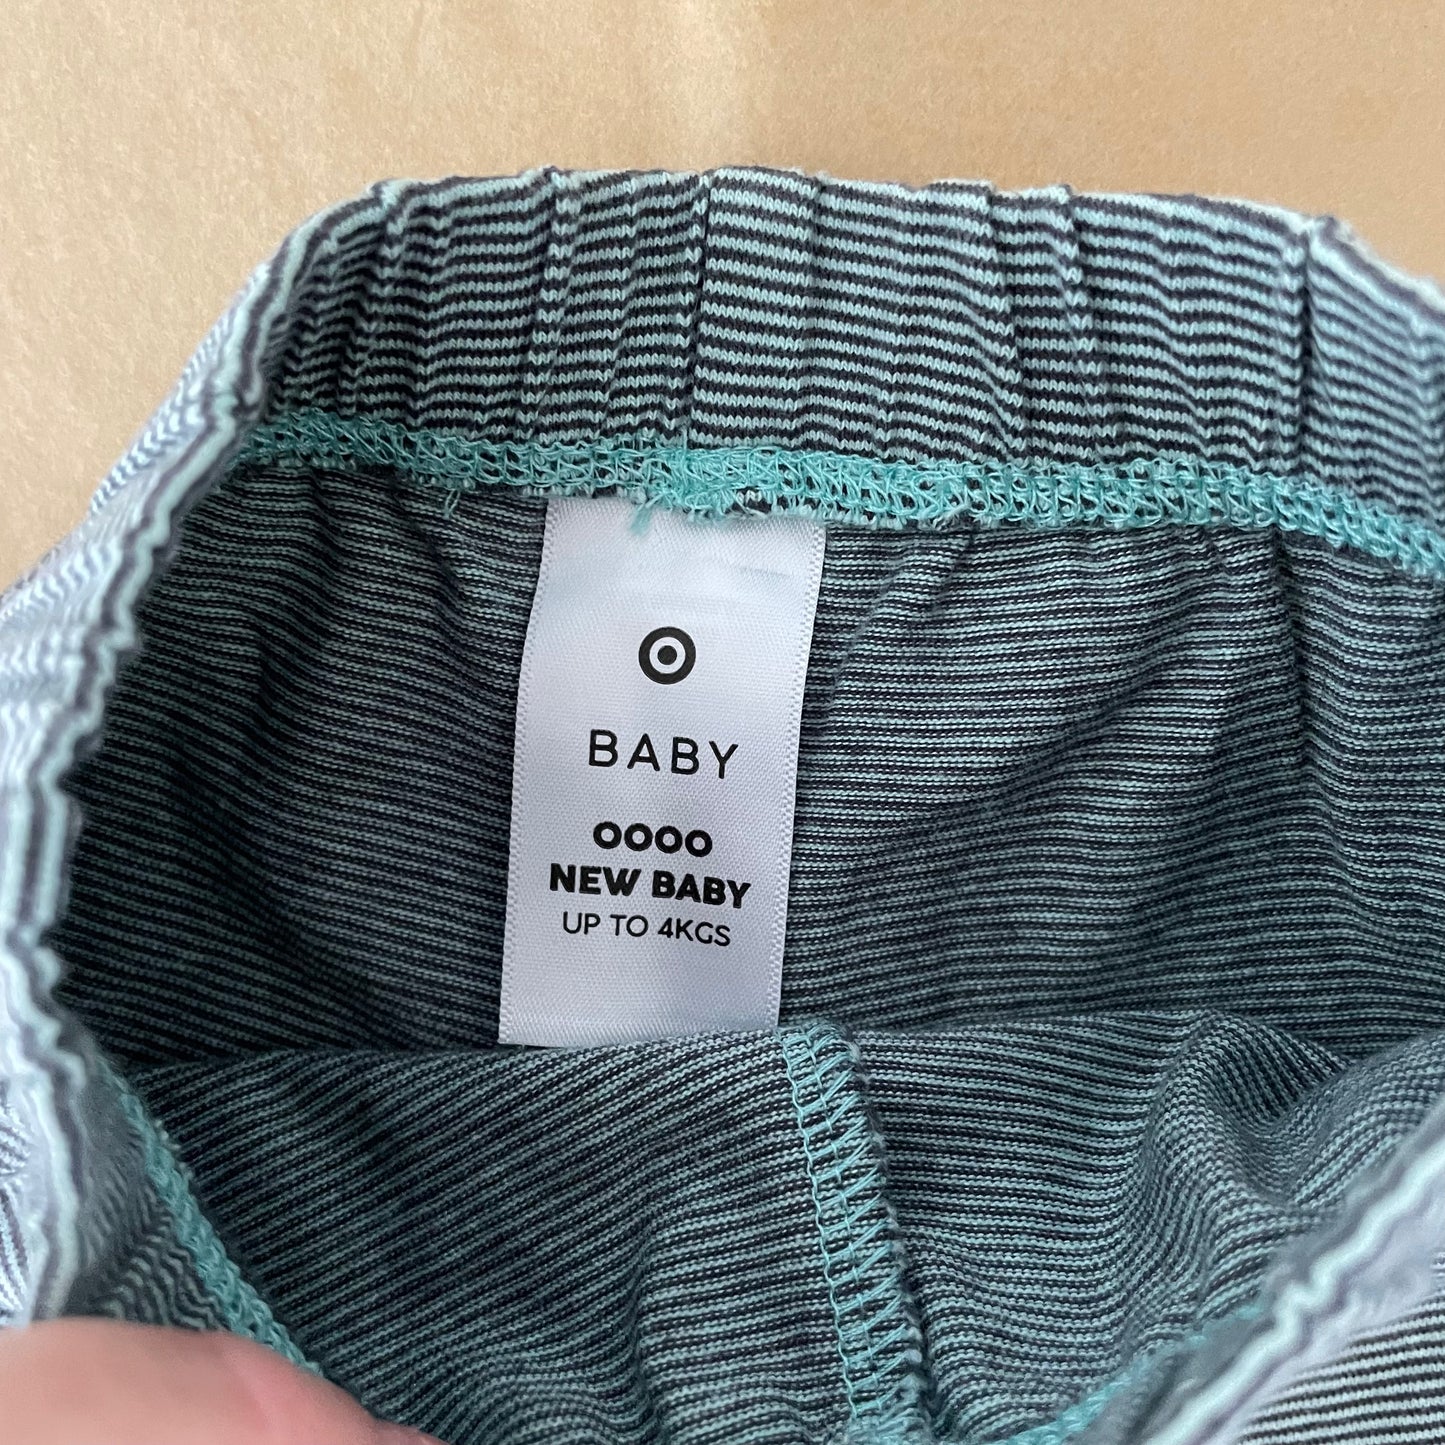 BABY
0000
NEW BABY
UP TO 4KGS